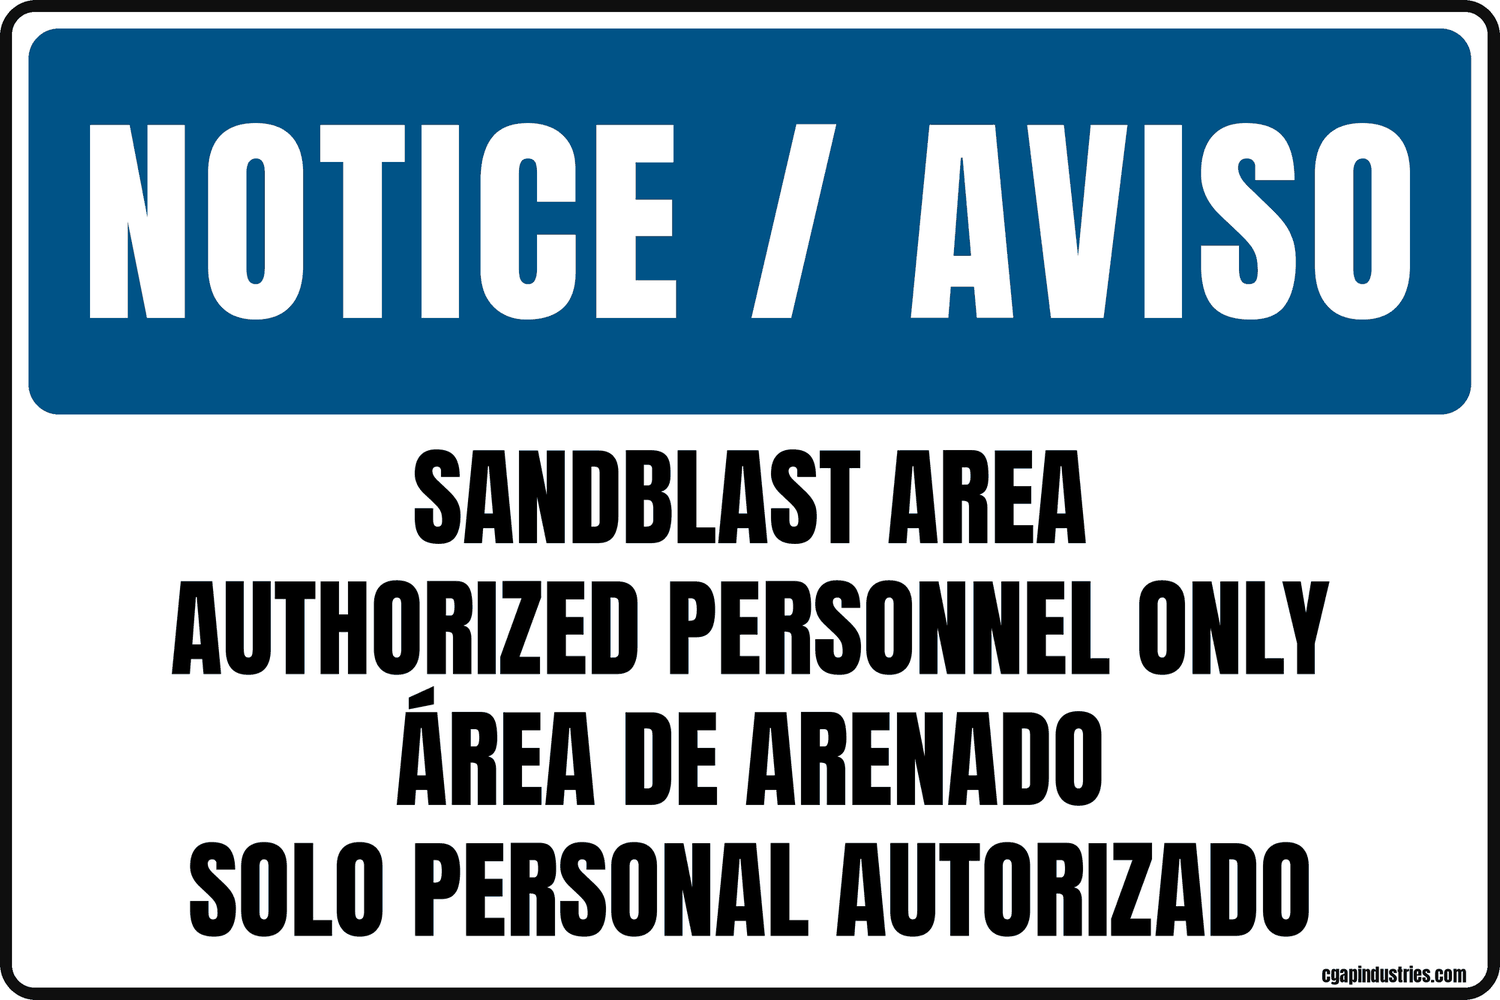 NOTICE / AVISO
SANDBLAST AREA
AUTHORIZED PERSONNEL ONLY
ÁREA DE ARENADO
SOLO PERSONAL AUTORIZADO
cgapindustries.com